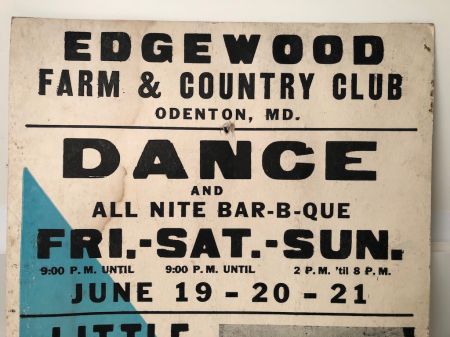 EDGEWOOD
FARM & COUNTRY CLUB
ODENTON, MD.
DANCE
AND
ALL NITE BAR-B-QUE
FRI.-SAT.-SUN.
9:00 P. M. UNTIL 9:00 P. M. UNTIL 2 P. M. 'til 8 P. M.
JUNE 19 - 20 - 21
LITTLE